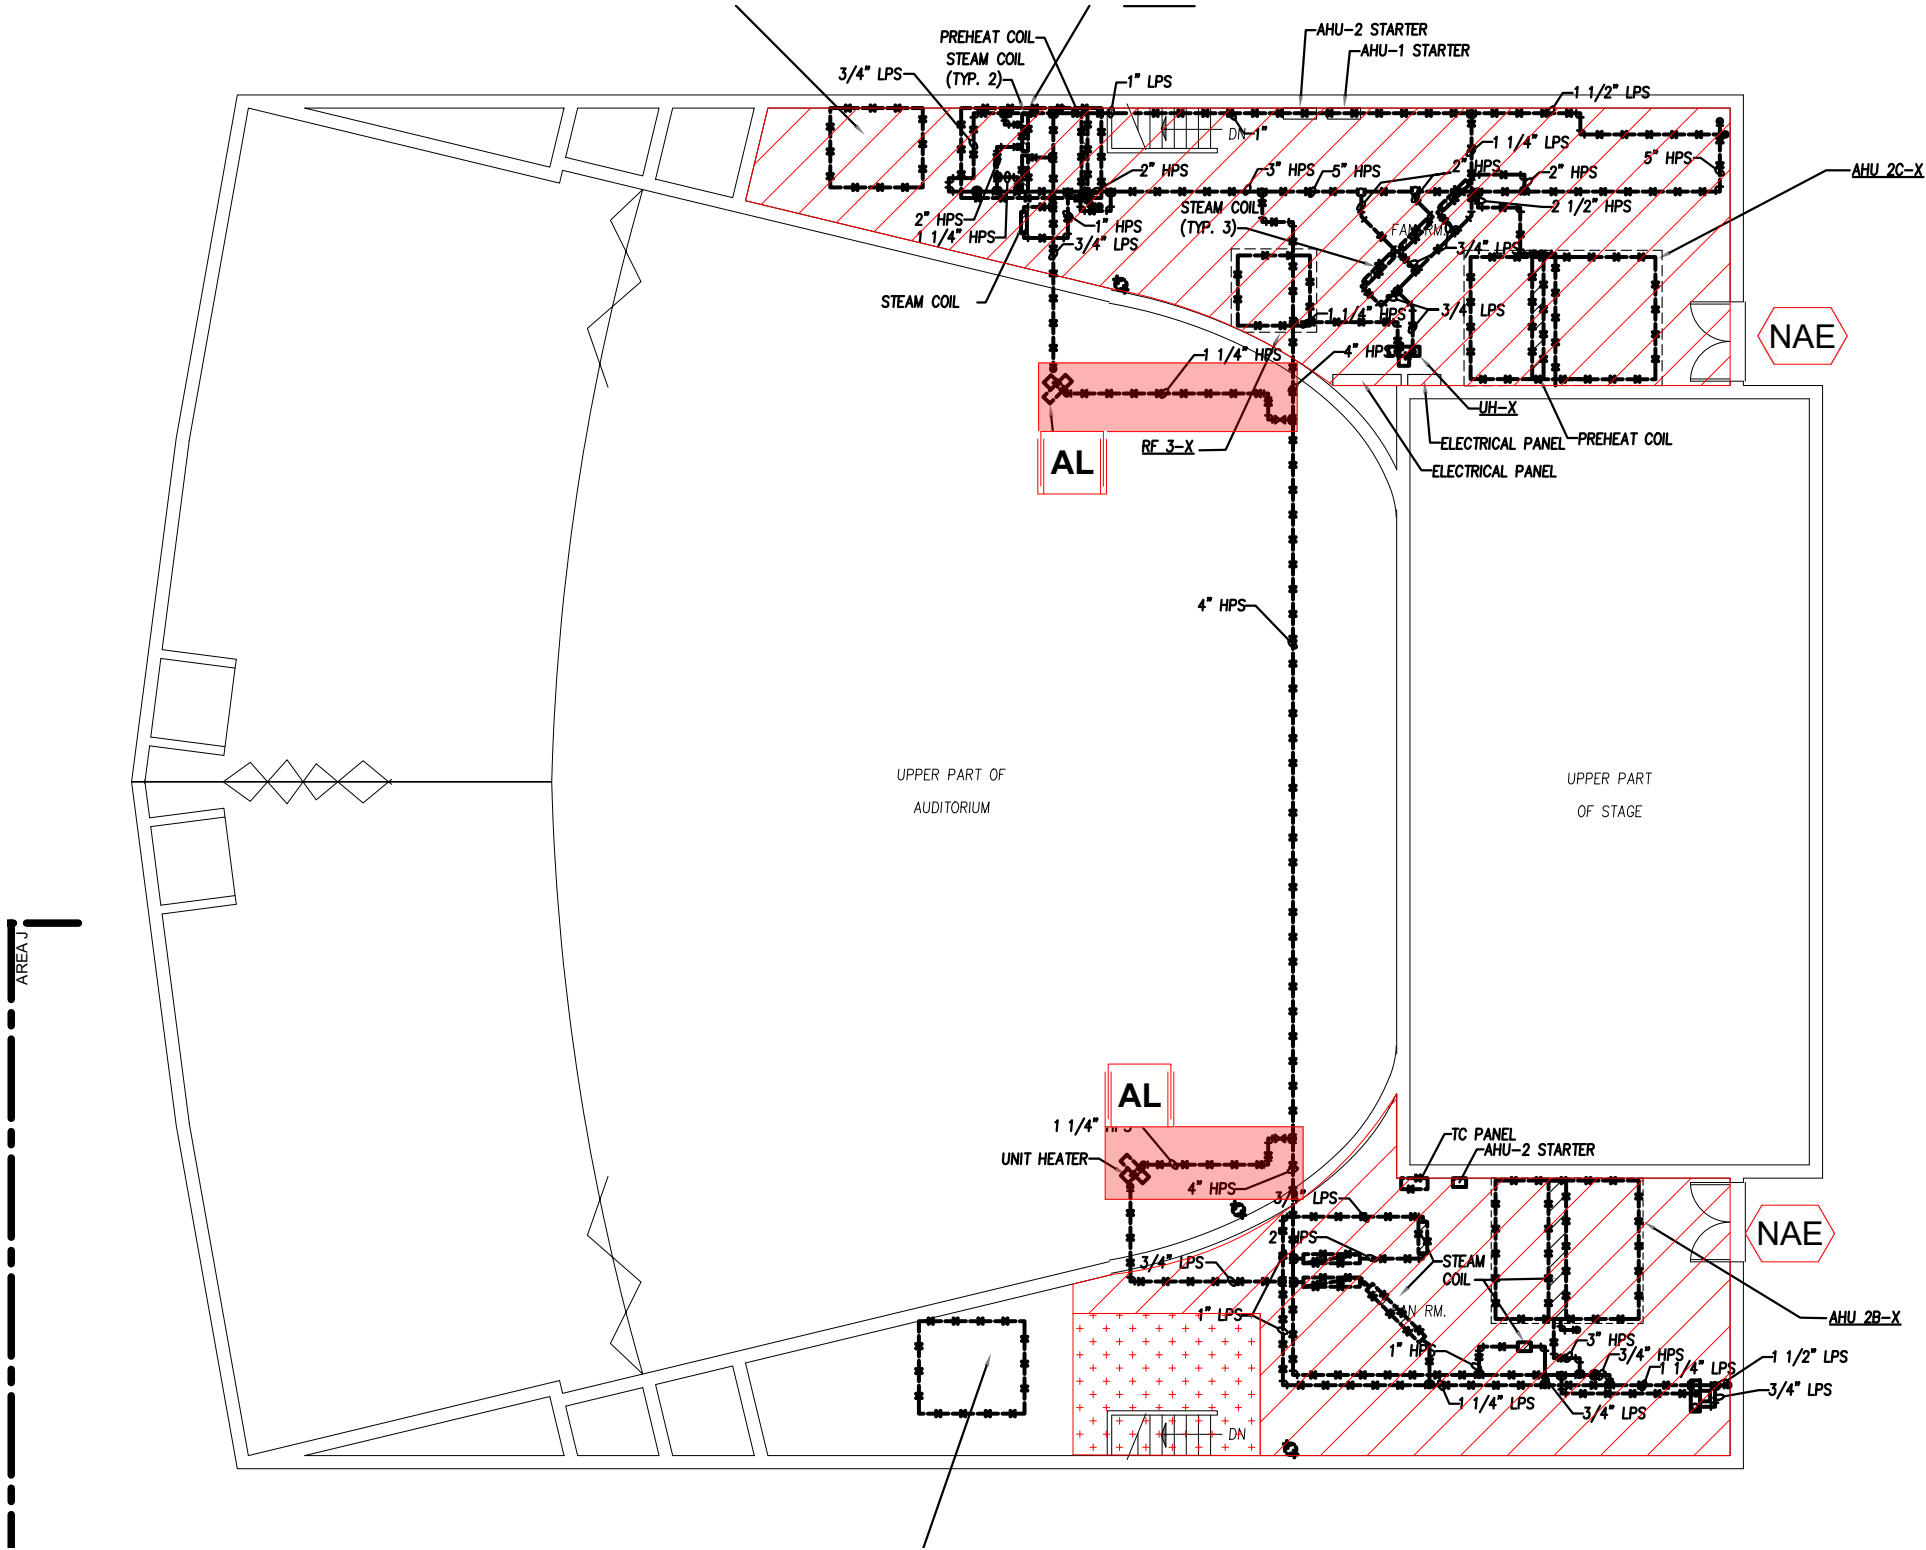 AHU-2 STARTER
AHU-1 STARTER
PREHEAT COIL
STEAM COIL
(TYP. 2)
3/4" LPS
1" LPS
1 1/2" LPS
DN
1"
1 1/4" LPS
2" HPS
3" HPS
5" HPS
2" HPS
2" HPS
5" HPS
AHU 2C-X
STEAM COIL
(TYP. 3)
2 1/2" HPS
2" HPS
1 1/4" HPS
1" HPS
3/4" LPS
FAN RM.
3/4" LPS
STEAM COIL
3/4" LPS
1 1/4" HPS
NAE
1 1/4" HPS
4" HPS
UH-X
RF 3-X
ELECTRICAL PANEL
PREHEAT COIL
ELECTRICAL PANEL
AL
4" HPS
UPPER PART OF
AUDITORIUM
UPPER PART
OF STAGE
AREA J
AL
1 1/4" HPS
UNIT HEATER
4" HPS
TC PANEL
AHU-2 STARTER
3/4" LPS
2" HPS
NAE
3/4" LPS
STEAM
COIL
1" LPS
FAN RM.
AHU 2B-X
1" HPS
3" HPS
3/4" HPS
1 1/4" LPS
1 1/2" LPS
3/4" LPS
1 1/4" LPS
3/4" LPS
DN